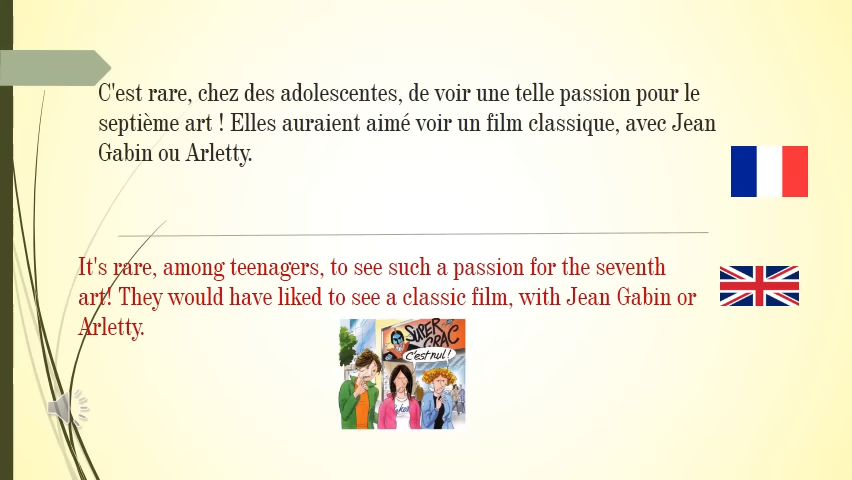 C'est rare, chez des adolescentes, de voir une telle passion pour le
septième art ! Elles auraient aimé voir un film classique, avec Jean
Gabin ou Arletty.
It's rare, among teenagers, to see such a passion for the seventh
art! They would have liked to see a classic film, with Jean Gabin or
Arletty.
SUPER
CRAC
C'est nul !